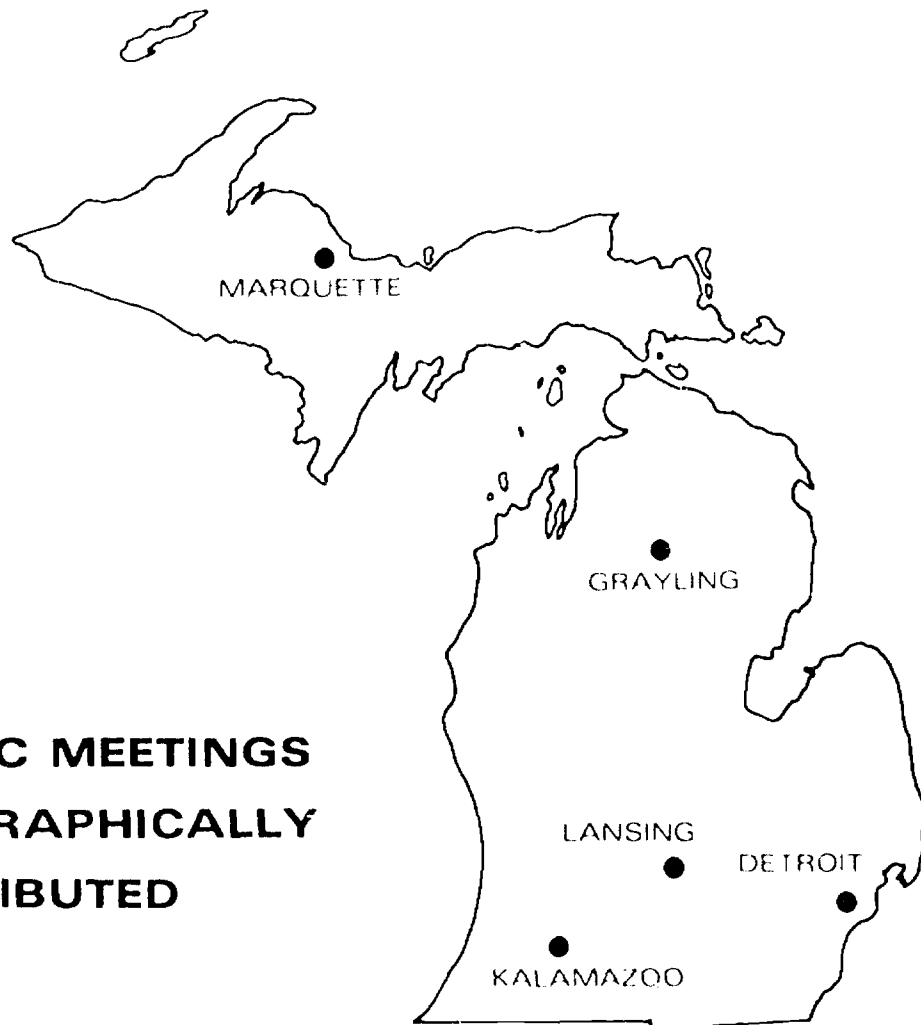 MARQUETTE
GRAYLING
C MEETINGS
RAPHICALLY
IBUTED
LANSING
DETROIT
KALAMAZOO